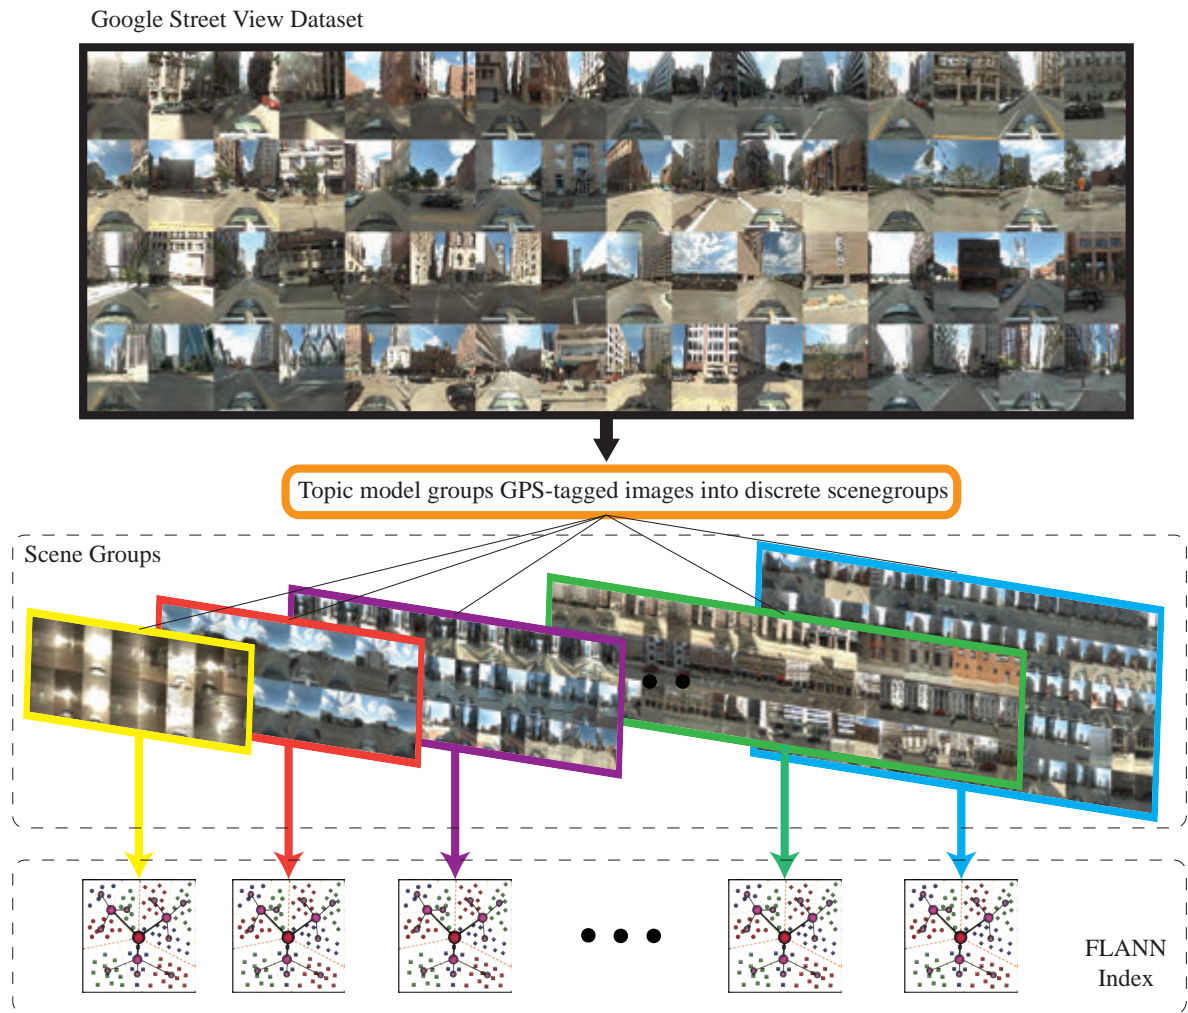 Google Street View Dataset
Topic model groups GPS-tagged images into discrete scenegroups
Scene Groups
FLANN
Index